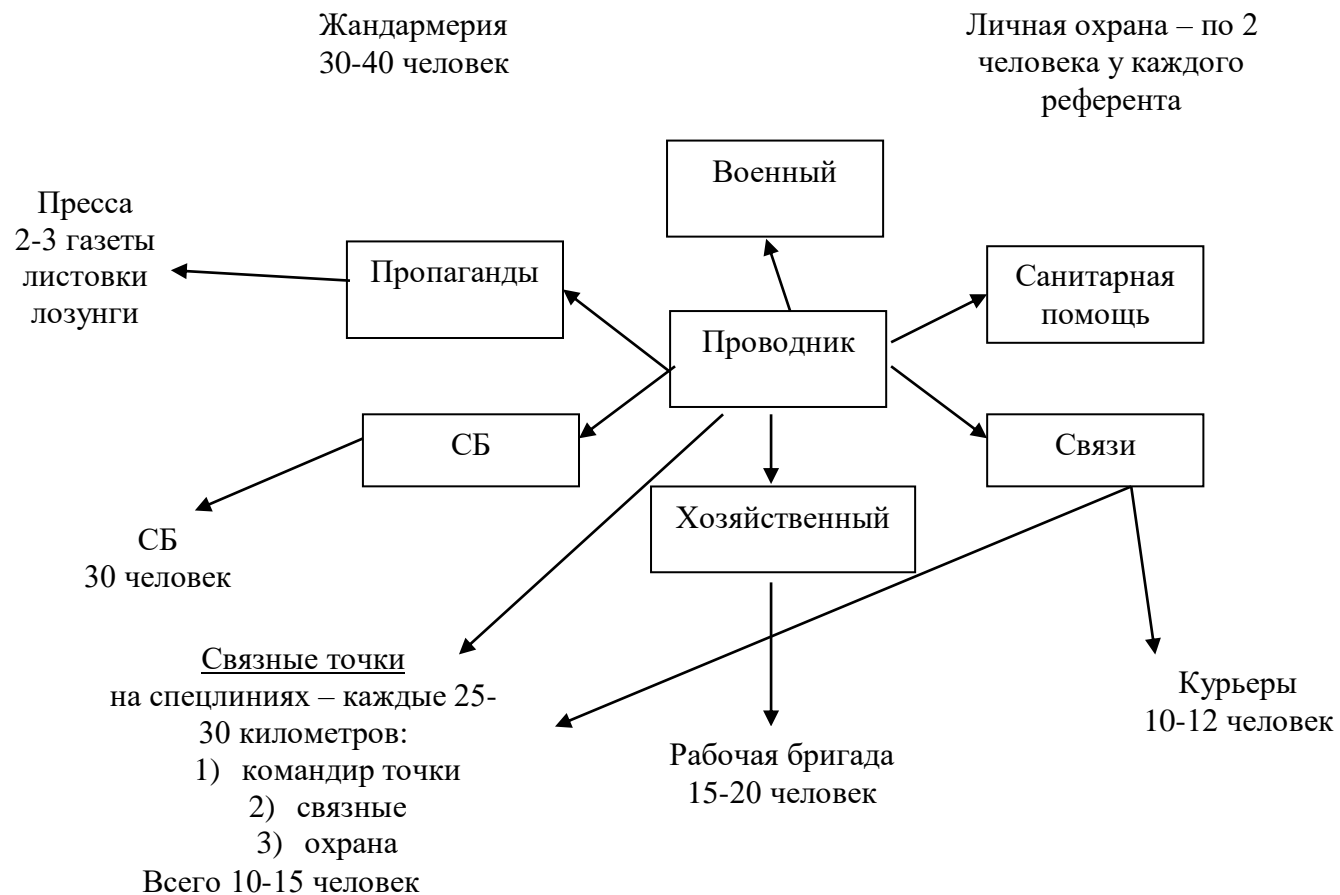 Жандармерия
30-40 человек
Личная охрана – по 2
человека у каждого
референта
Военный
Пресса
2-3 газеты
листовки
лозунги
Пропаганды
Санитарная
помощь
Проводник
СБ
Связи
Хозяйственный
СБ
30 человек
Связные точки
на спецлиниях – каждые 25-
30 километров:
1) командир точки
2) связные
3) охрана
Всего 10-15 человек
Рабочая бригада
15-20 человек
Курьеры
10-12 человек